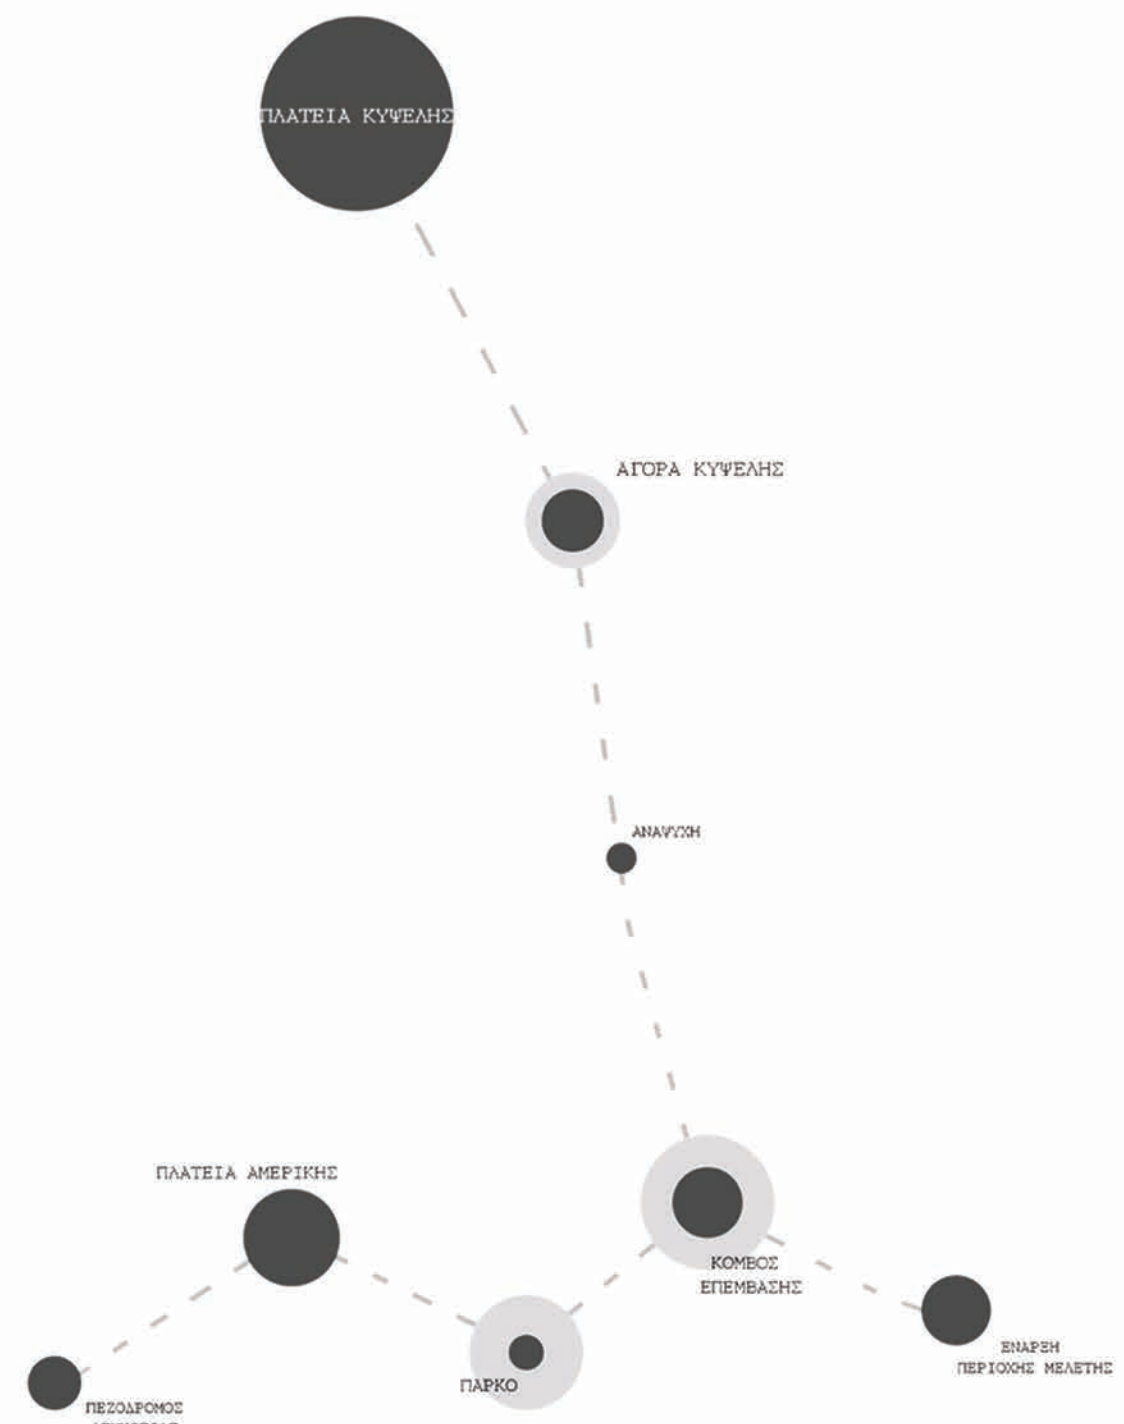 ΠΛΑΤΕΙΑ ΚΥΨΕΛΗΣ
ΑΓΟΡΑ ΚΥΨΕΛΗΣ
ΑΝΑΨΥΧΗ
ΠΛΑΤΕΙΑ ΑΜΕΡΙΚΗΣ
ΚΟΜΒΟΣ
ΕΠΕΜΒΑΣΗΣ
ΕΝΑΡΞΗ
ΠΕΡΙΟΧΗΣ ΜΕΛΕΤΗΣ
ΠΑΡΚΟ
ΠΕΖΟΔΡΟΜΟΣ